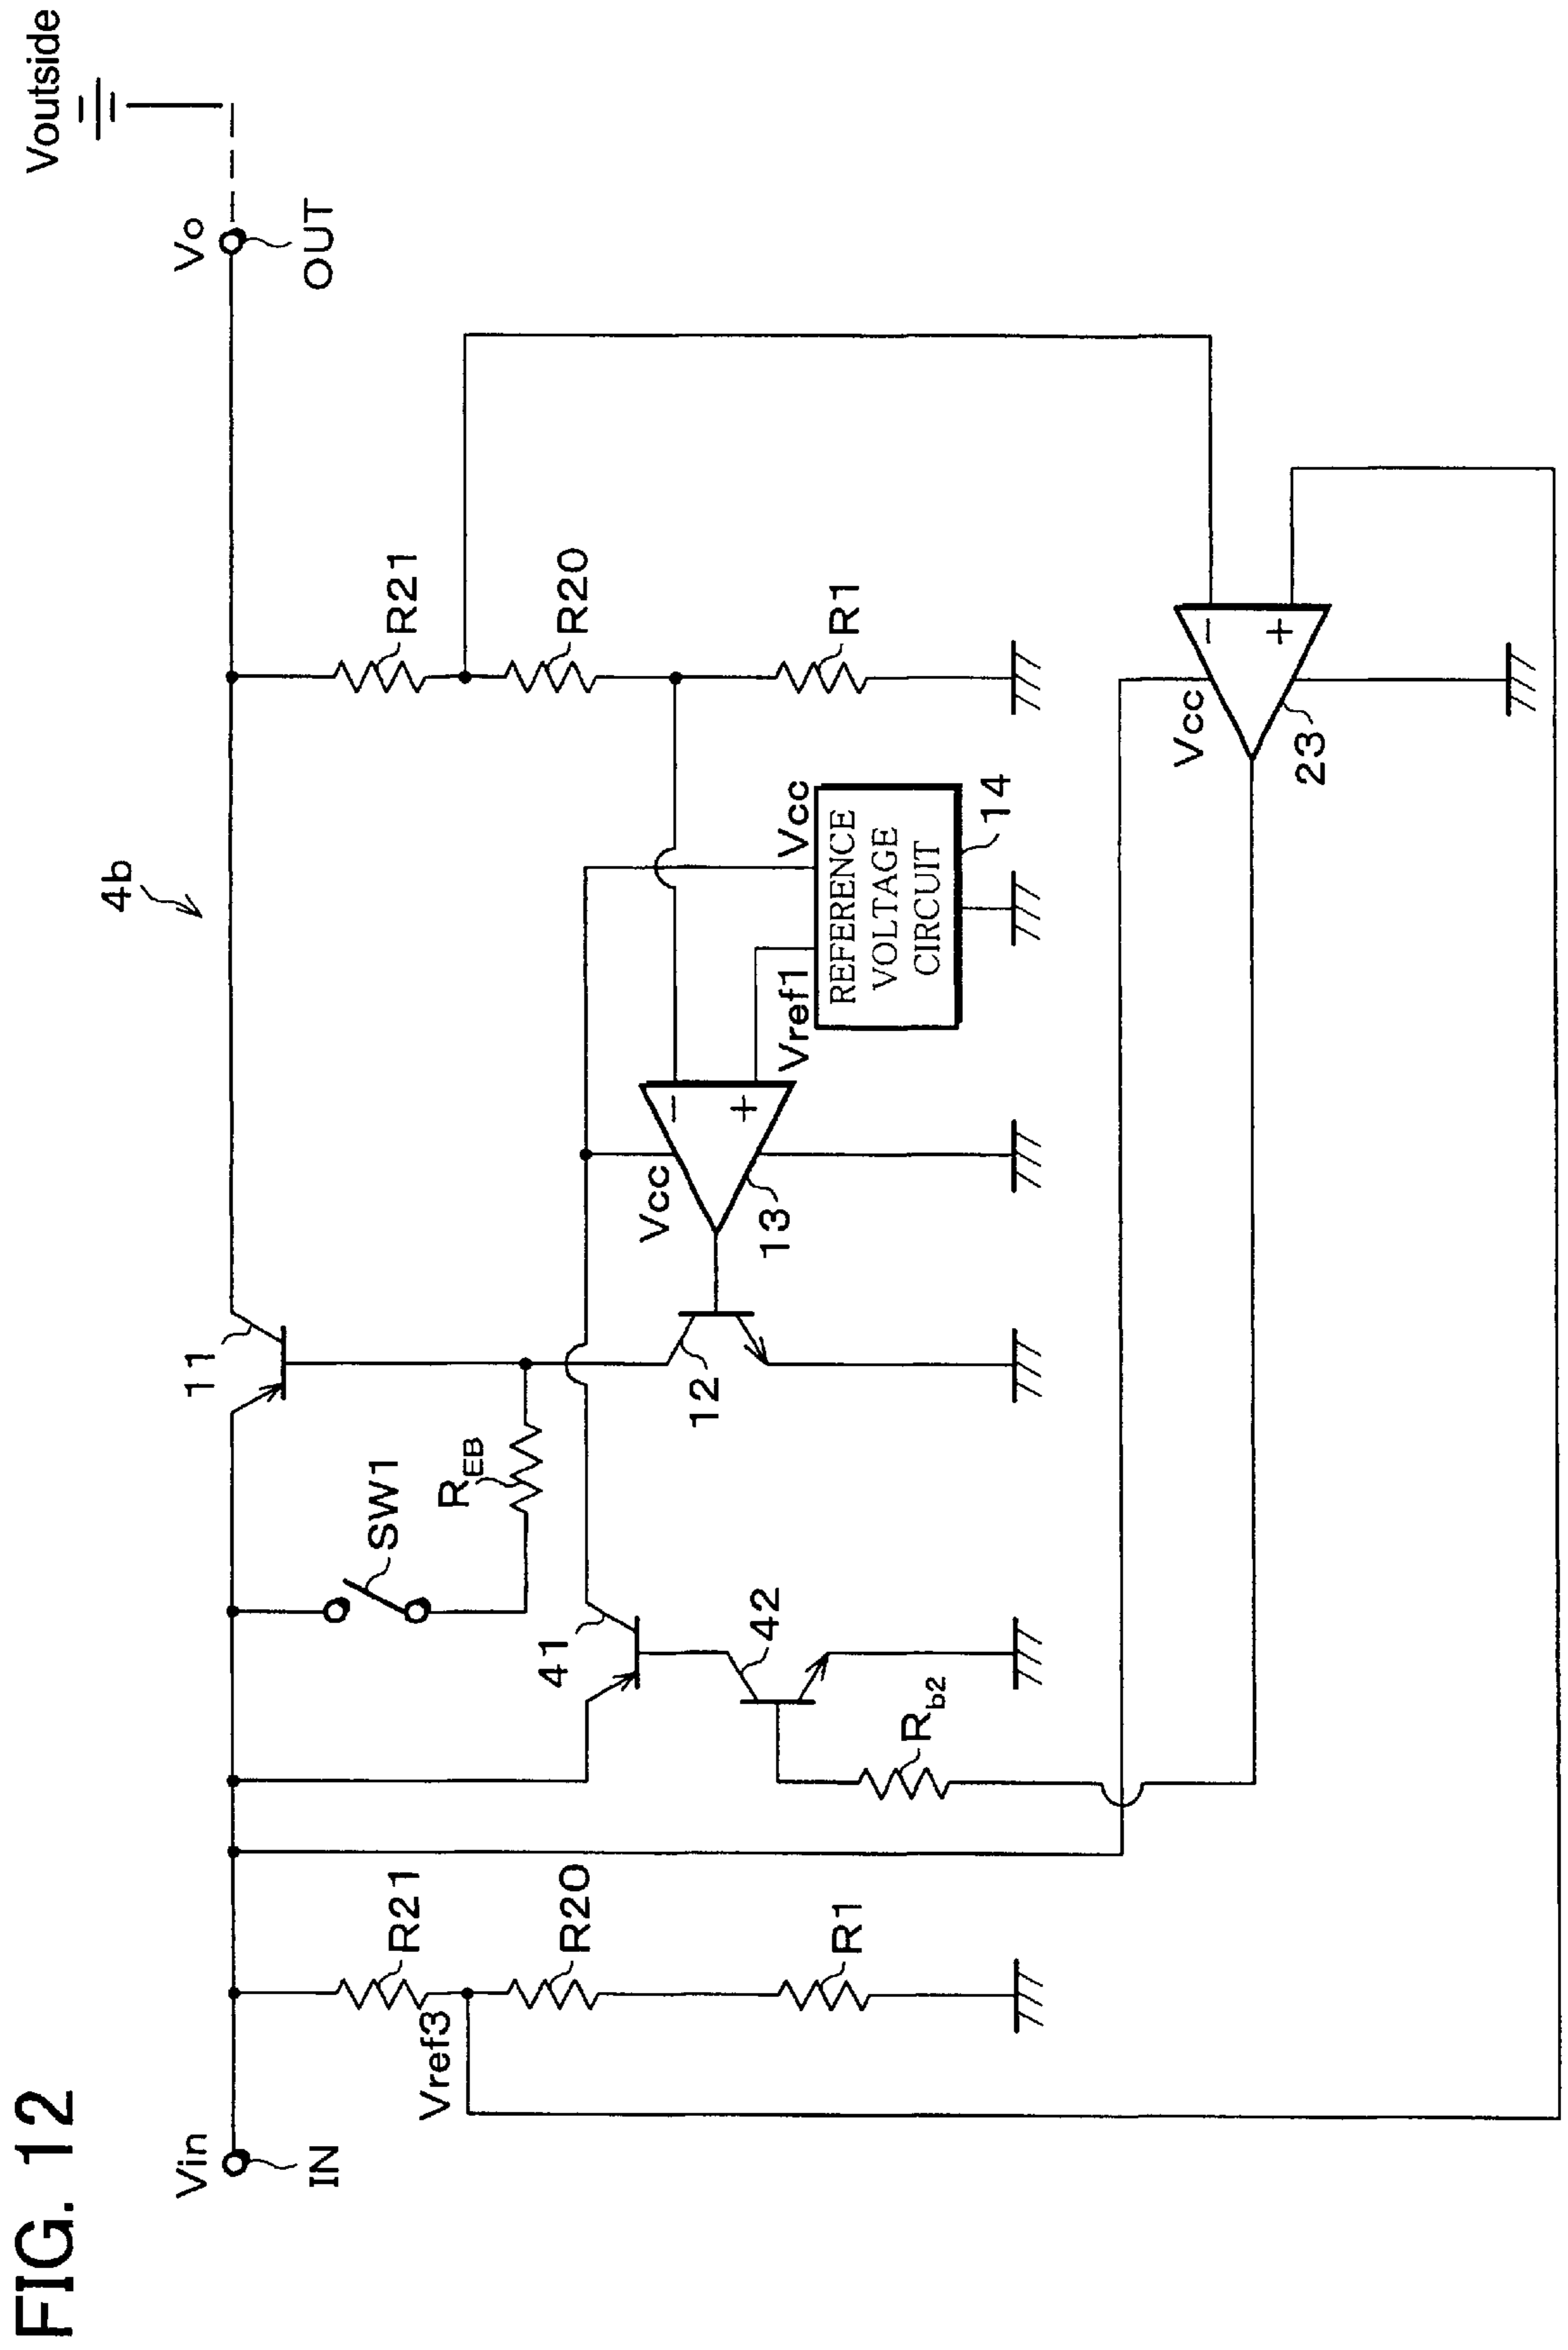 FIG. 12
4b
Vin
IN
Vref3
R21
R20
R1
41
42
Rb2
SW1
REB
11
12
Vcc
13
Vref1
Vcc
REFERENCE
VOLTAGE
CIRCUIT
14
R21
R20
R1
Vcc
23
Vo
OUT
Voutside
−
+
−
+